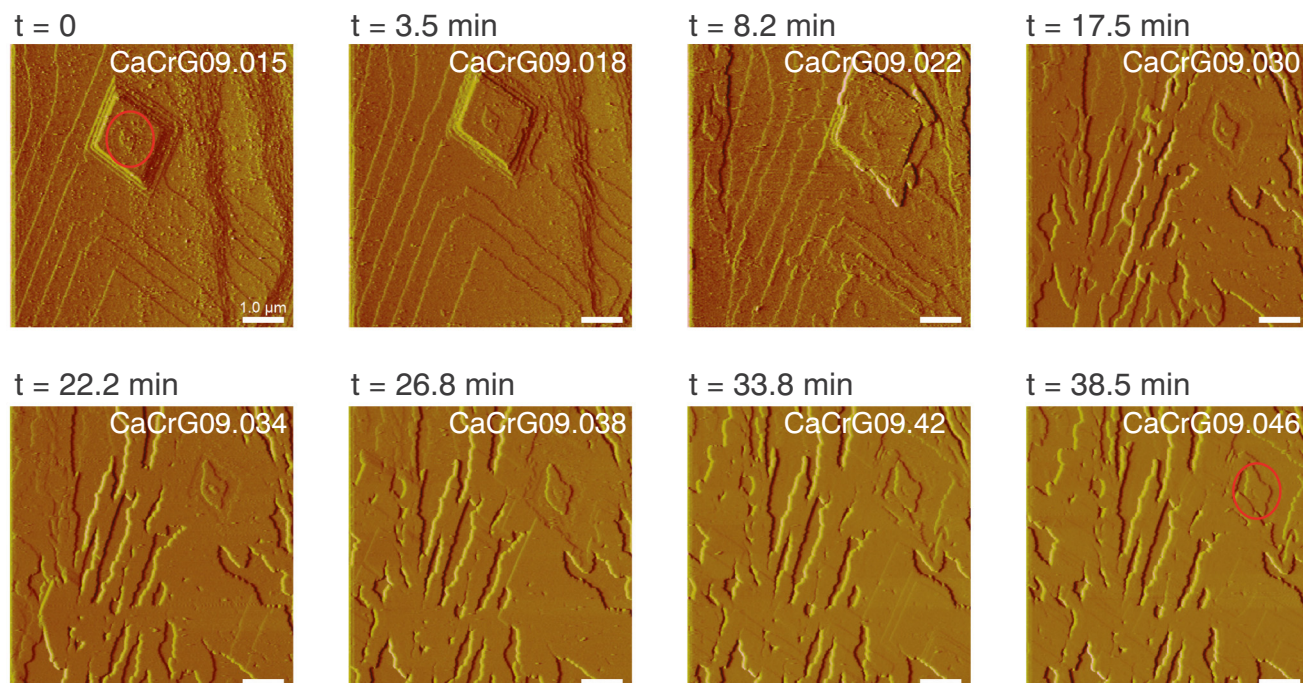 t = 0
CaCrG09.015
1.0 µm
t = 3.5 min
CaCrG09.018
t = 8.2 min
CaCrG09.022
t = 17.5 min
CaCrG09.030
t = 22.2 min
CaCrG09.034
t = 26.8 min
CaCrG09.038
t = 33.8 min
CaCrG09.42
t = 38.5 min
CaCrG09.046